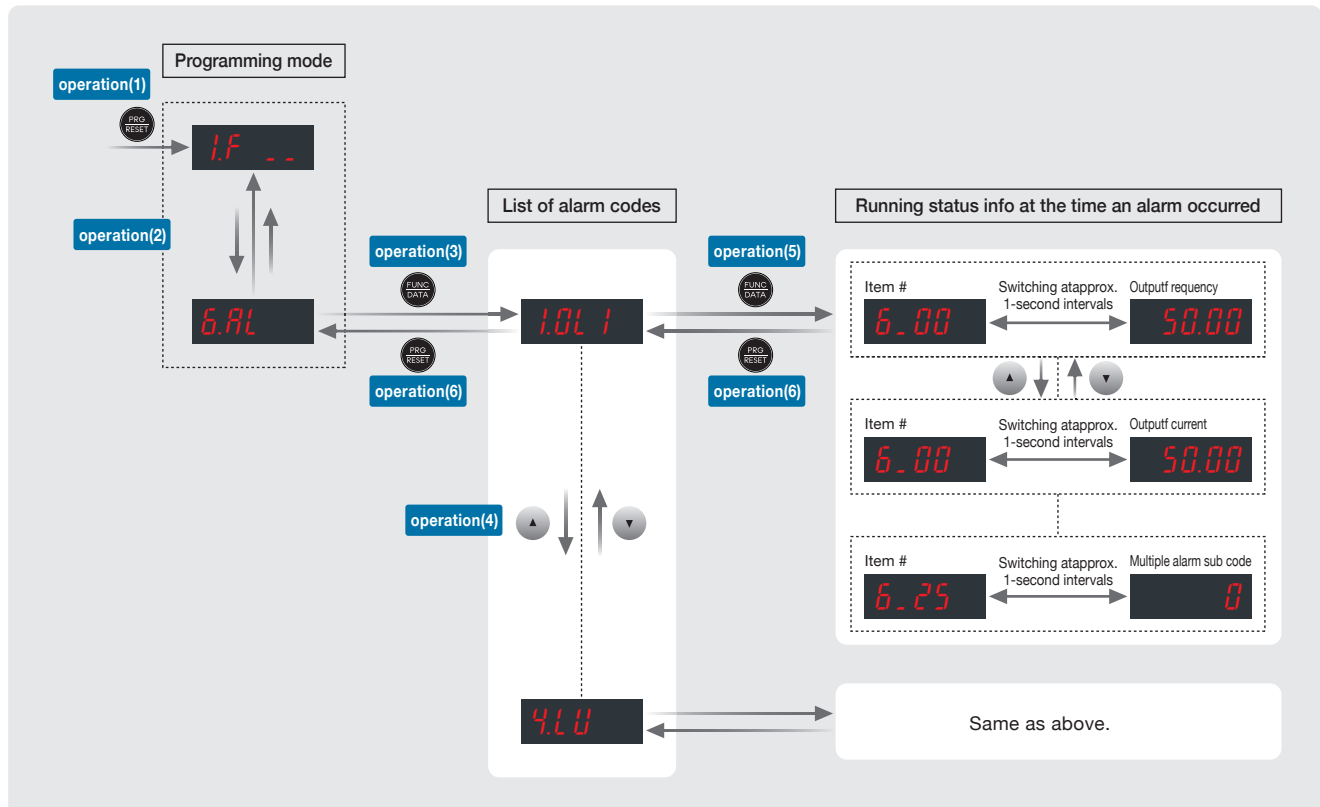 Programming mode
operation(1)
PRG
RESET
1.F _ _
operation(2)
6.AL
operation(3)
FUNC
DATA
PRG
RESET
operation(6)
List of alarm codes
1.OL 1
operation(4)
▲
▼
4.LU
operation(5)
FUNC
DATA
PRG
RESET
operation(6)
Running status info at the time an alarm occurred
Item #
Switching atapprox.
1-second intervals
Outputf requency
6_00
50.00
▲
▼
Item #
Switching atapprox.
1-second intervals
Outputf current
6_00
50.00
Item #
Switching atapprox.
1-second intervals
Multiple alarm sub code
6_25
0
Same as above.